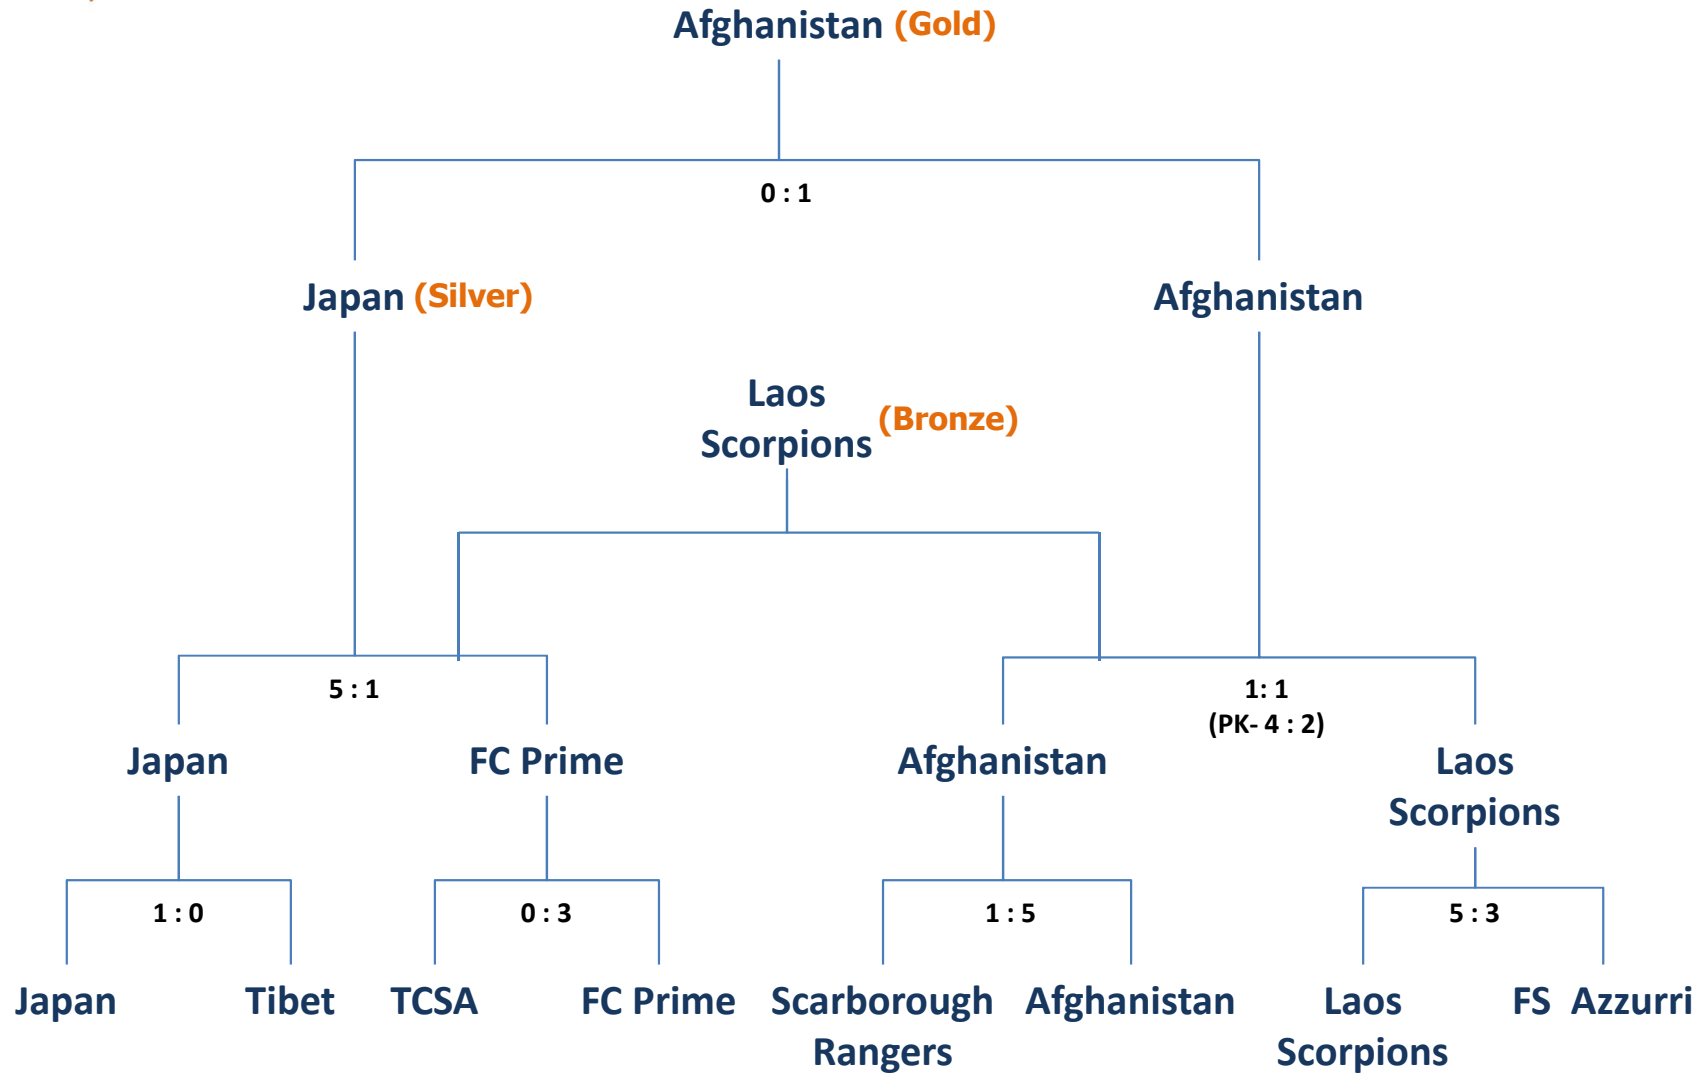 Afghanistan (Gold)
0 : 1
Japan (Silver)
Afghanistan
Laos
Scorpions (Bronze)
5 : 1
1: 1
(PK- 4 : 2)
Japan
FC Prime
Afghanistan
Laos
Scorpions
1 : 0
0 : 3
1 : 5
5 : 3
Japan
Tibet
TCSA
FC Prime
Scarborough
Rangers
Afghanistan
Laos
Scorpions
FS Azzurri